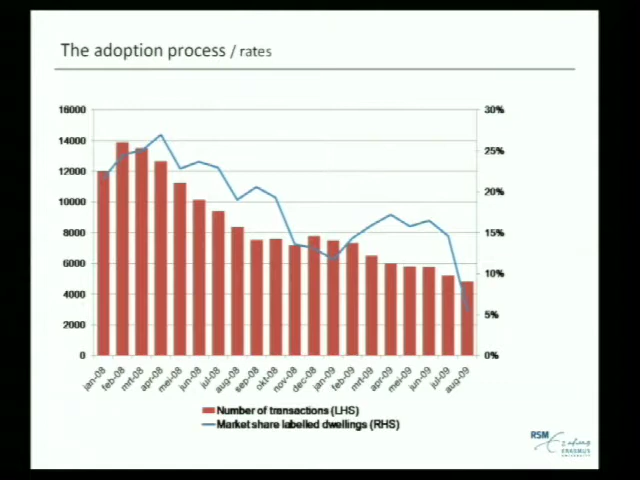 The adoption process / rates
16000
14000
12000
10000
8000
6000
4000
2000
0
30%
25%
20%
15%
10%
5%
0%
jan-08
feb-08
mrt-08
apr-08
mei-08
jun-08
jul-08
aug-08
sep-08
okt-08
nov-08
dec-08
jan-09
feb-09
mrt-09
apr-09
mei-09
jun-09
jul-09
aug-09
Number of transactions (LHS)
Market share labelled dwellings (RHS)
RSM
Erasmus
ERASMUS
UNIVERSITY